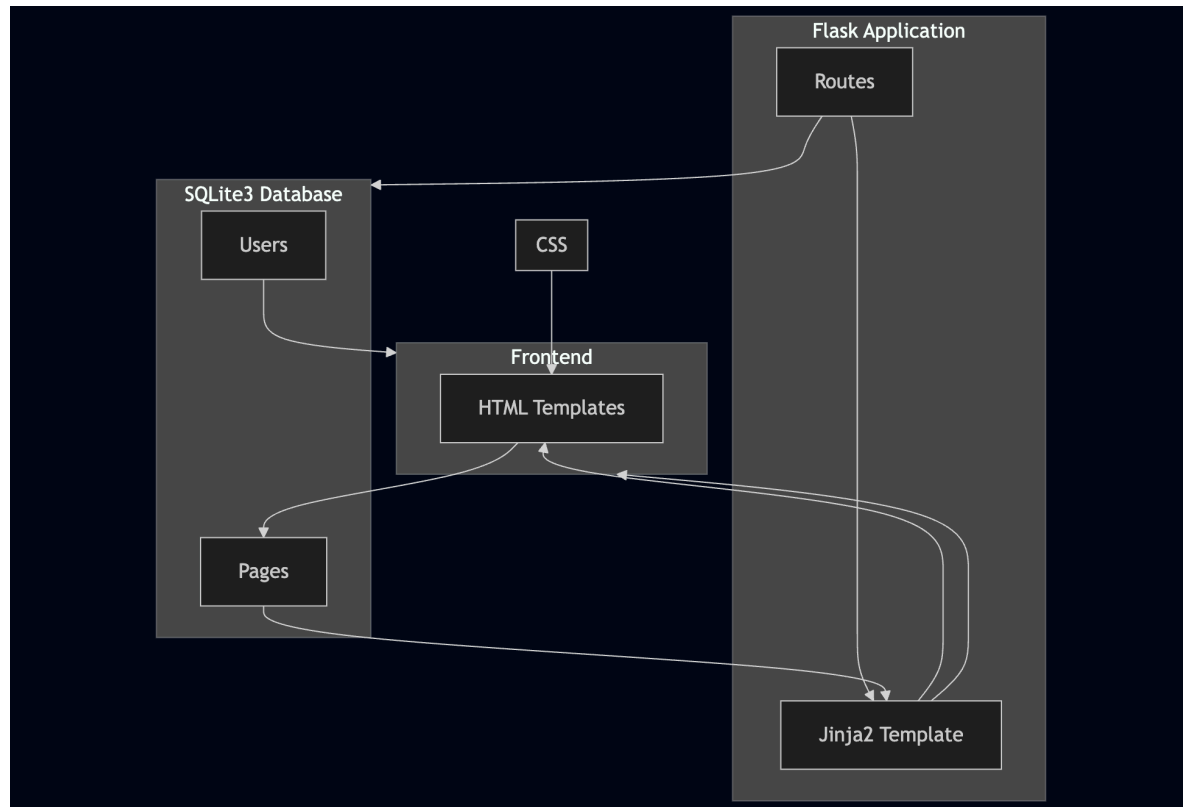 Flask Application
Routes
SQLite3 Database
Users
CSS
Frontend
HTML Templates
Pages
Jinja2 Template